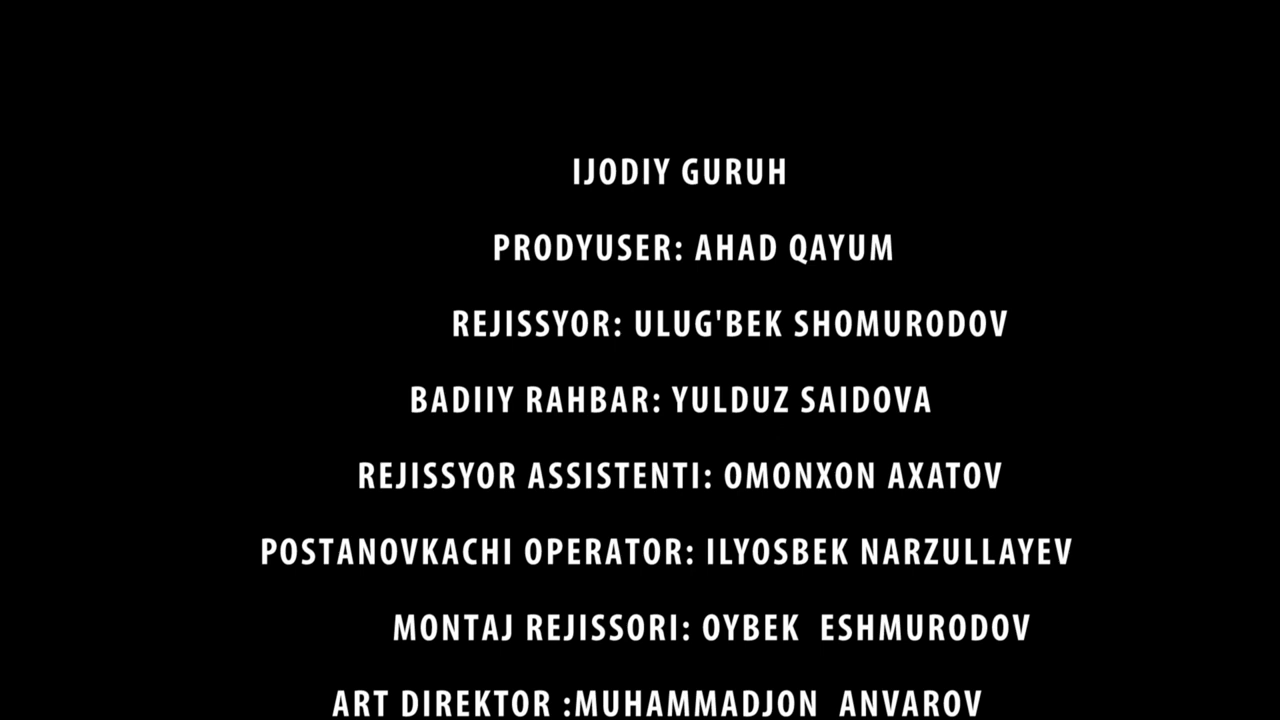 IJODIY GURUH
PRODYUSER: AHAD QAYUM
REJISSYOR: ULUG'BEK SHOMURODOV
BADIIY RAHBAR: YULDUZ SAIDOVA
REJISSYOR ASSISTENTI: OMONXON AXATOV
POSTANOVKACHI OPERATOR: ILYOSBEK NARZULLAYEV
MONTAJ REJISSORI: OYBEK  ESHMURODOV
ART DIREKTOR :MUHAMMADJON  ANVAROV